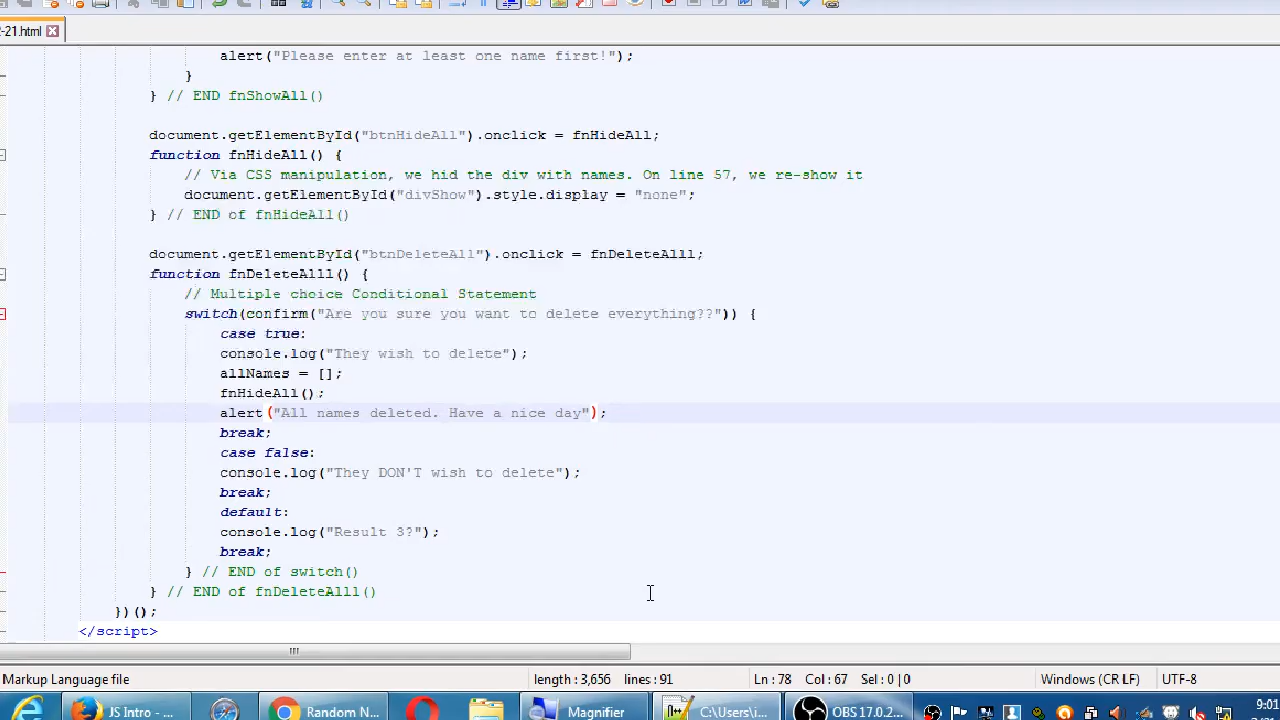 -21.html
alert("Please enter at least one name first!");
}
} // END fnShowAll()
document.getElementById("btnHideAll").onclick = fnHideAll;
function fnHideAll() {
// Via CSS manipulation, we hid the div with names. On line 57, we re-show it
document.getElementById("divShow").style.display = "none";
} // END of fnHideAll()
document.getElementById("btnDeleteAll").onclick = fnDeleteAlll;
function fnDeleteAlll() {
// Multiple choice Conditional Statement
switch(confirm("Are you sure you want to delete everything??")) {
case true:
console.log("They wish to delete");
allNames = [];
fnHideAll();
alert("All names deleted. Have a nice day");
break;
case false:
console.log("They DON'T wish to delete");
break;
default:
console.log("Result 3?");
break;
} // END of switch()
} // END of fnDeleteAlll()
})();
</script>
Markup Language file length : 3,656 lines : 91 Ln : 78 Col : 67 Sel : 0 | 0 Windows (CR LF) UTF-8
JS Intro - ... Random N... Magnifier C:\Users\i... OBS 17.0.2... 9:01